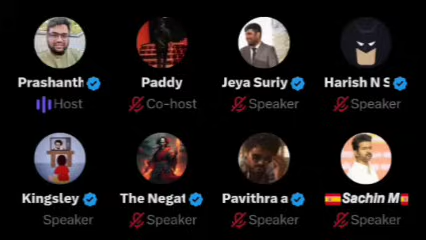 Prashanth
Paddy
Jeya Suriy
Harish N S
Host
Co-host
Speaker
Speaker
Kingsley
The Negat
Pavithra a
Sachin M
Speaker
Speaker
Speaker
Speaker